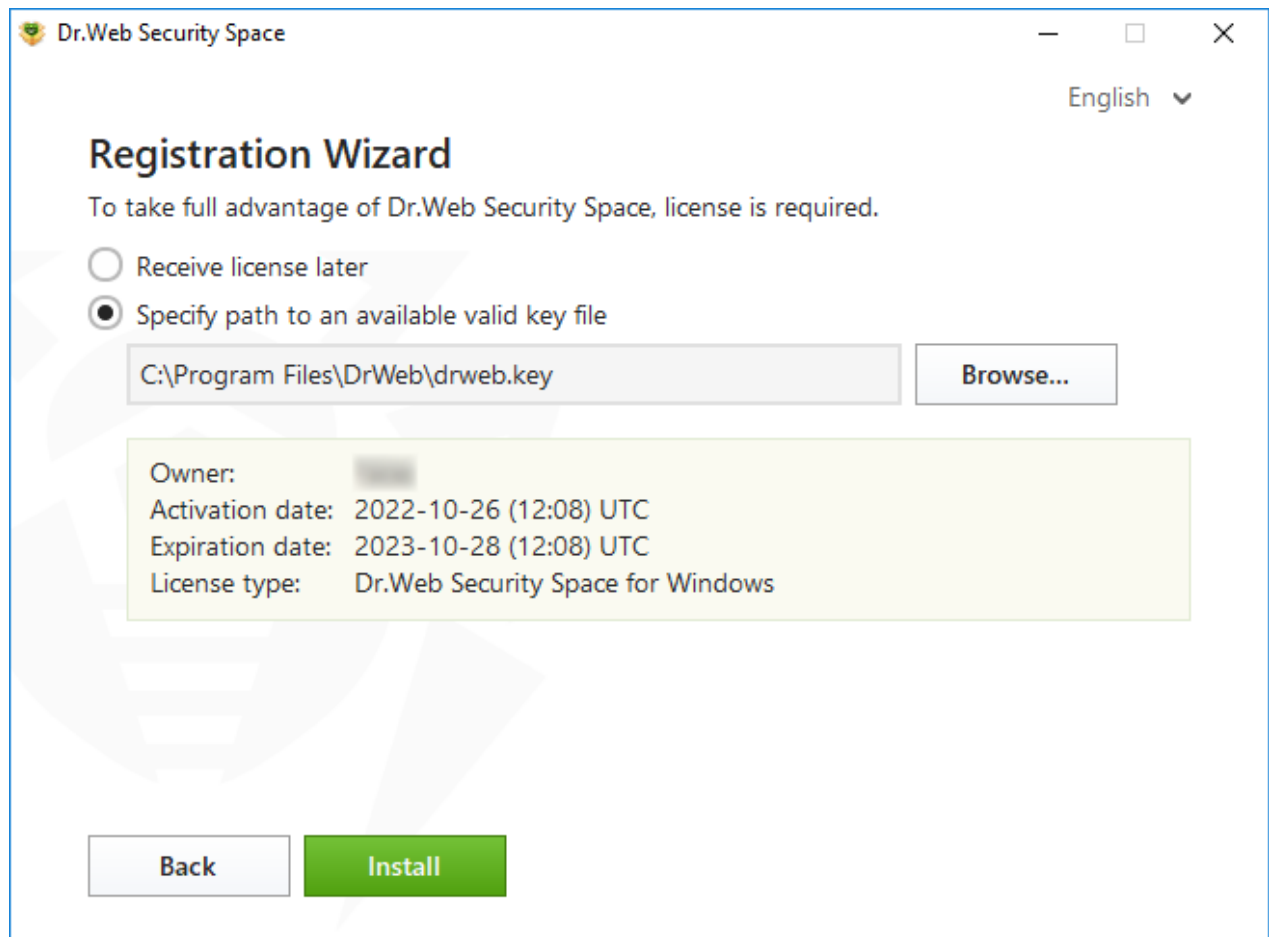 Dr.Web Security Space
English
Registration Wizard
To take full advantage of Dr.Web Security Space, license is required.
Receive license later
Specify path to an available valid key file
C:\Program Files\DrWeb\drweb.key Browse...
Owner:
Activation date: 2022-10-26 (12:08) UTC
Expiration date: 2023-10-28 (12:08) UTC
License type: Dr.Web Security Space for Windows
Back Install